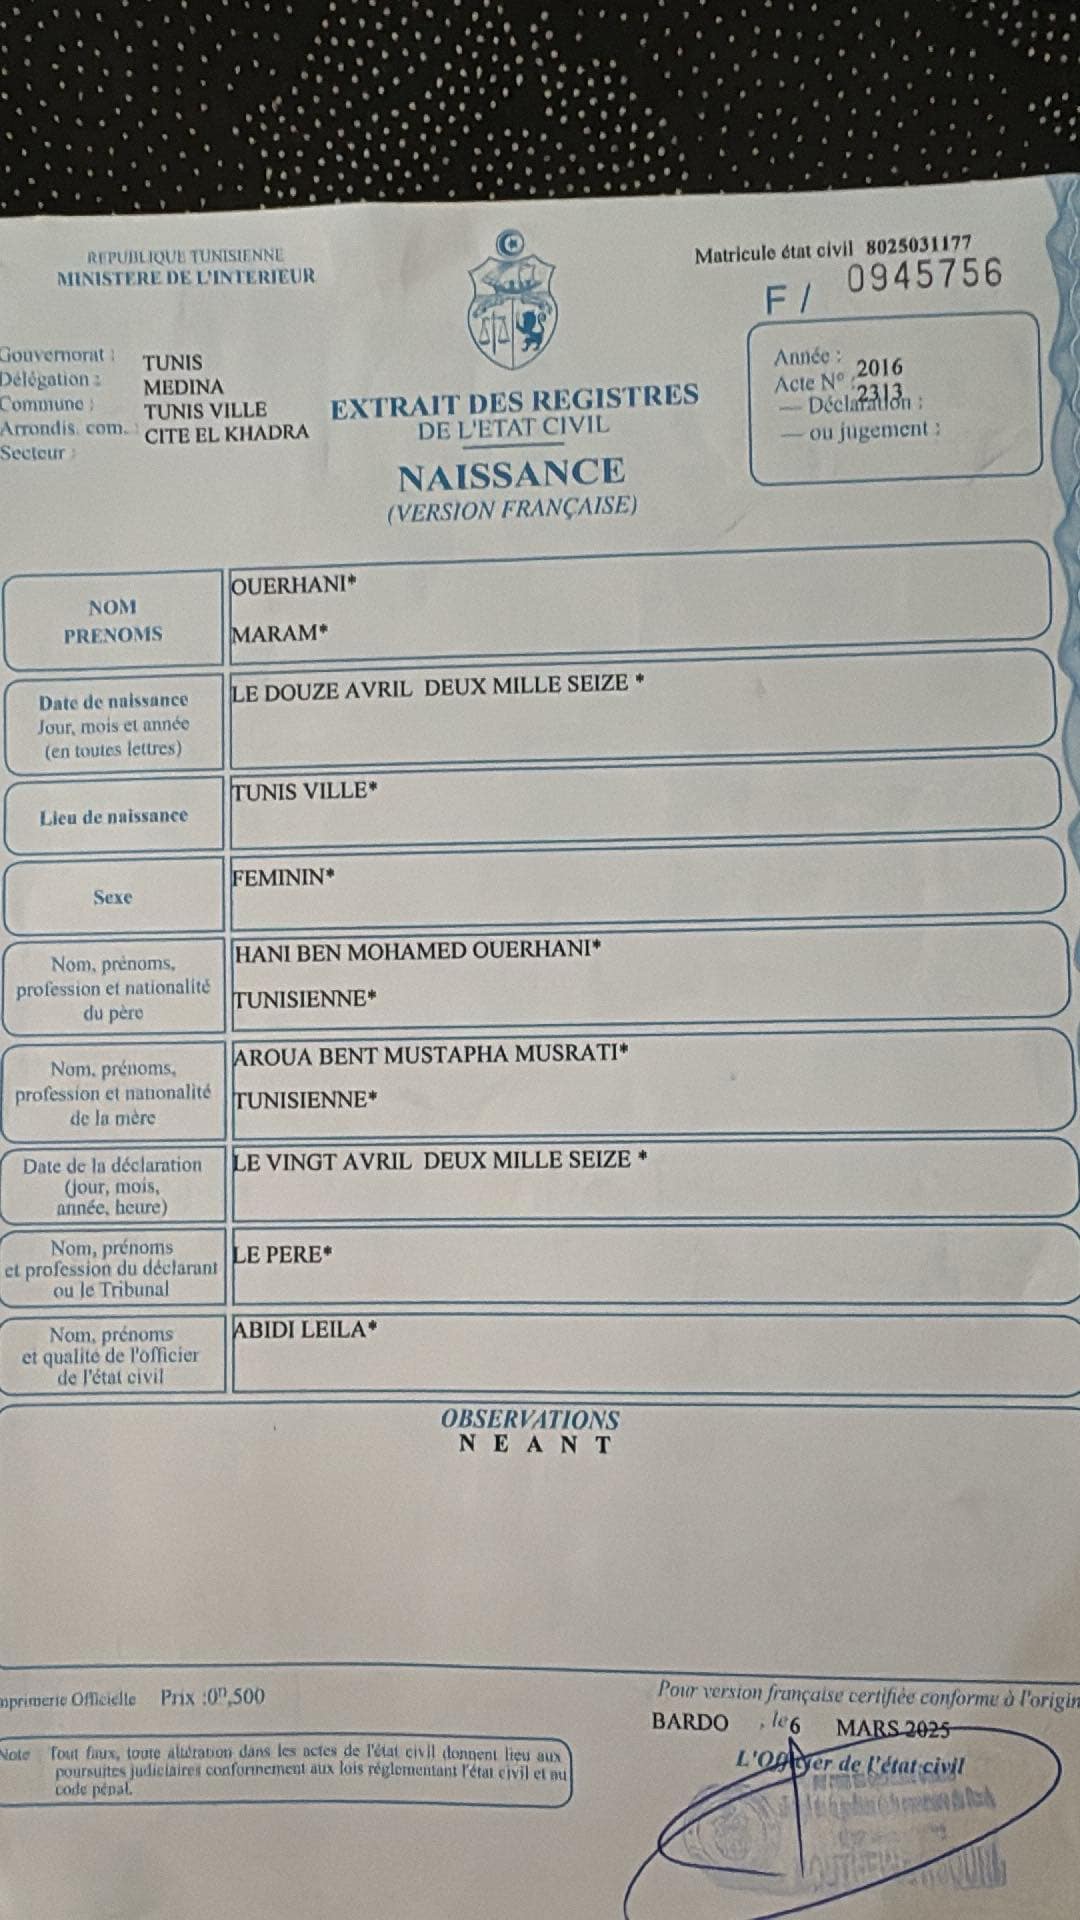 REPUBLIQUE TUNISIENNE
MINISTERE DE L'INTERIEUR
Matricule état civil 8025031177
F/ 0945756
Gouvernorat : TUNIS
Délégation : MEDINA
Commune : TUNIS VILLE
Arrondis. com. : CITE EL KHADRA
Secteur :
Année : 2016
Acte N° : 2313
— Déclaration :
— ou jugement :
EXTRAIT DES REGISTRES
DE L'ETAT CIVIL
NAISSANCE
(VERSION FRANÇAISE)
NOM OUERHANI*
PRENOMS MARAM*
Date de naissance LE DOUZE AVRIL DEUX MILLE SEIZE *
Jour, mois et année
(en toutes lettres)
Lieu de naissance TUNIS VILLE*
Sexe FEMININ*
Nom, prénoms, HANI BEN MOHAMED OUERHANI*
profession et nationalité TUNISIENNE*
du père
Nom, prénoms, AROUA BENT MUSTAPHA MUSRATI*
profession et nationalité TUNISIENNE*
de la mère
Date de la déclaration LE VINGT AVRIL DEUX MILLE SEIZE *
(jour, mois,
année, heure)
Nom, prénoms LE PERE*
et profession du déclarant
ou le Tribunal
Nom, prénoms ABIDI LEILA*
et qualité de l'officier
de l'état civil
OBSERVATIONS
N E A N T
mprimerie Officielle Prix :0ᴰ,500
Pour version française certifiée conforme à l'origin
BARDO , le 6 MARS 2025
L'Officier de l'état civil
Note : Tout faux, toute altération dans les actes de l'état civil donnent lieu aux
poursuites judiciaires conformement aux lois réglementant l'état civil et au
code pénal.